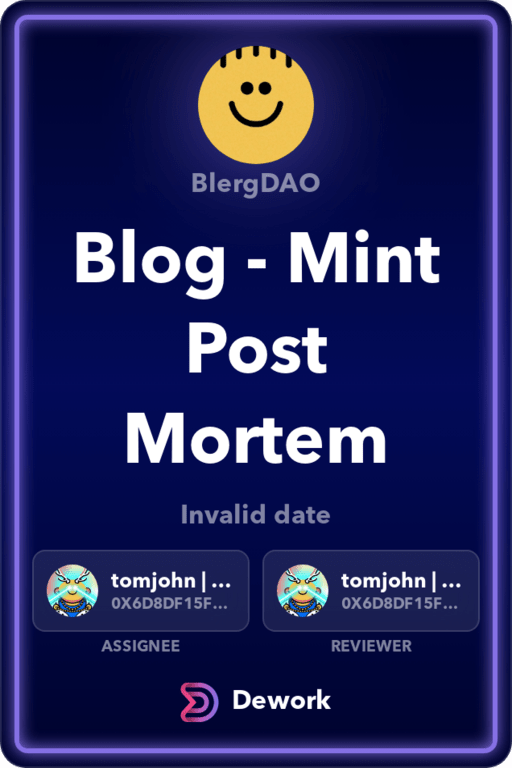 BlergDAO
Blog - Mint
Post
Mortem
Invalid date
tomjohn | ...
0X6D8DF15F...
tomjohn | ...
0X6D8DF15F...
ASSIGNEE
REVIEWER
Dework